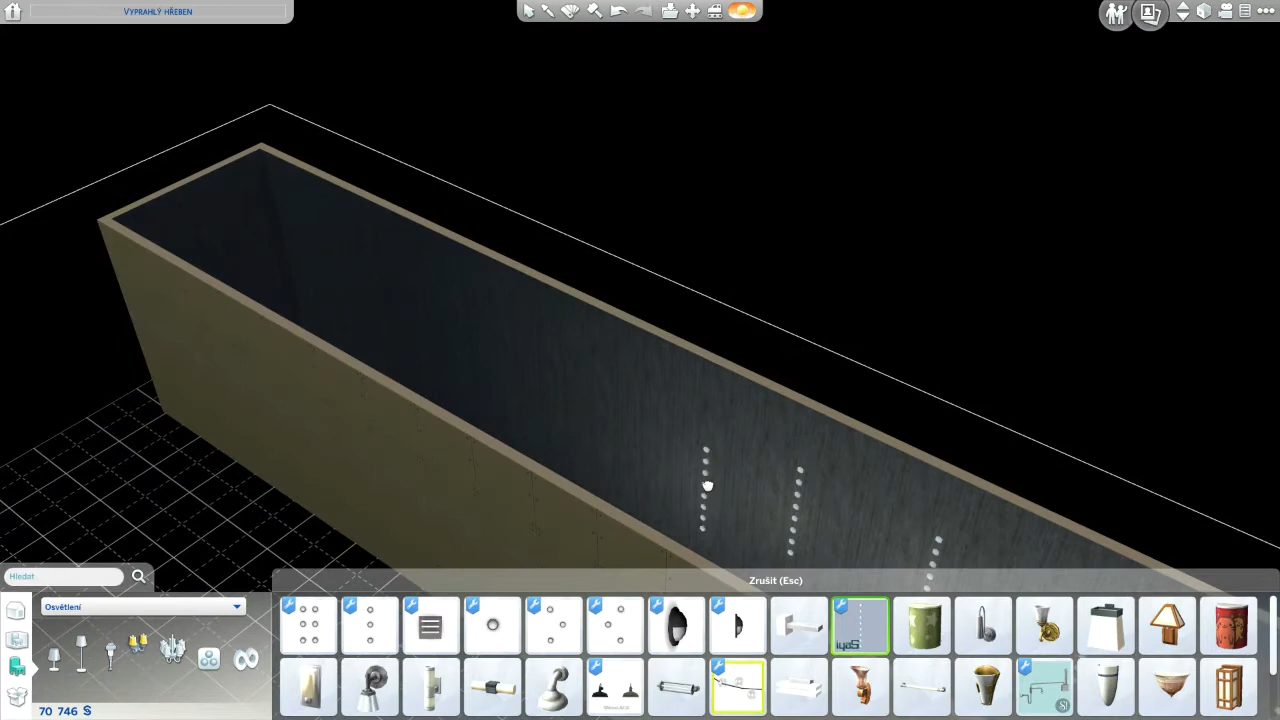 VYPRAHLÝ HŘEBEN
Zrušit (Esc)
Hledat
Osvětlení
70 746 $